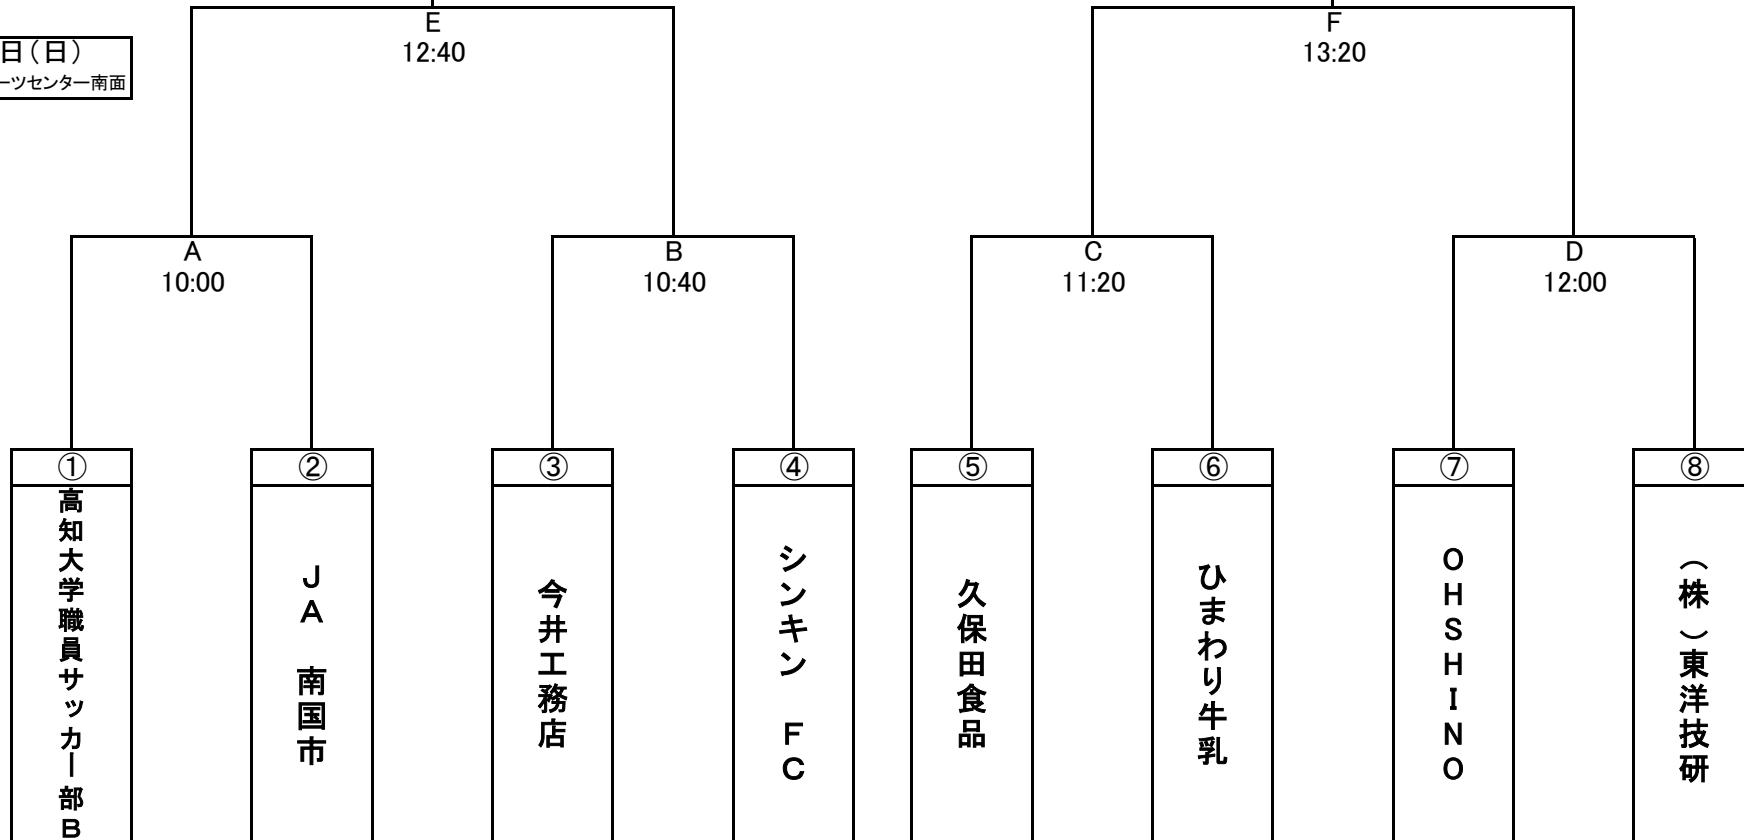 E
12:40
F
13:20
日(日)
ーツセンター南面
A
10:00
B
10:40
C
11:20
D
12:00
①
②
③
④
⑤
⑥
⑦
⑧
高知大学職員サッカー部B
JA 南国市
今井工務店
シンキン FC
久保田食品
ひまわり牛乳
OHSHINO
(株)東洋技研